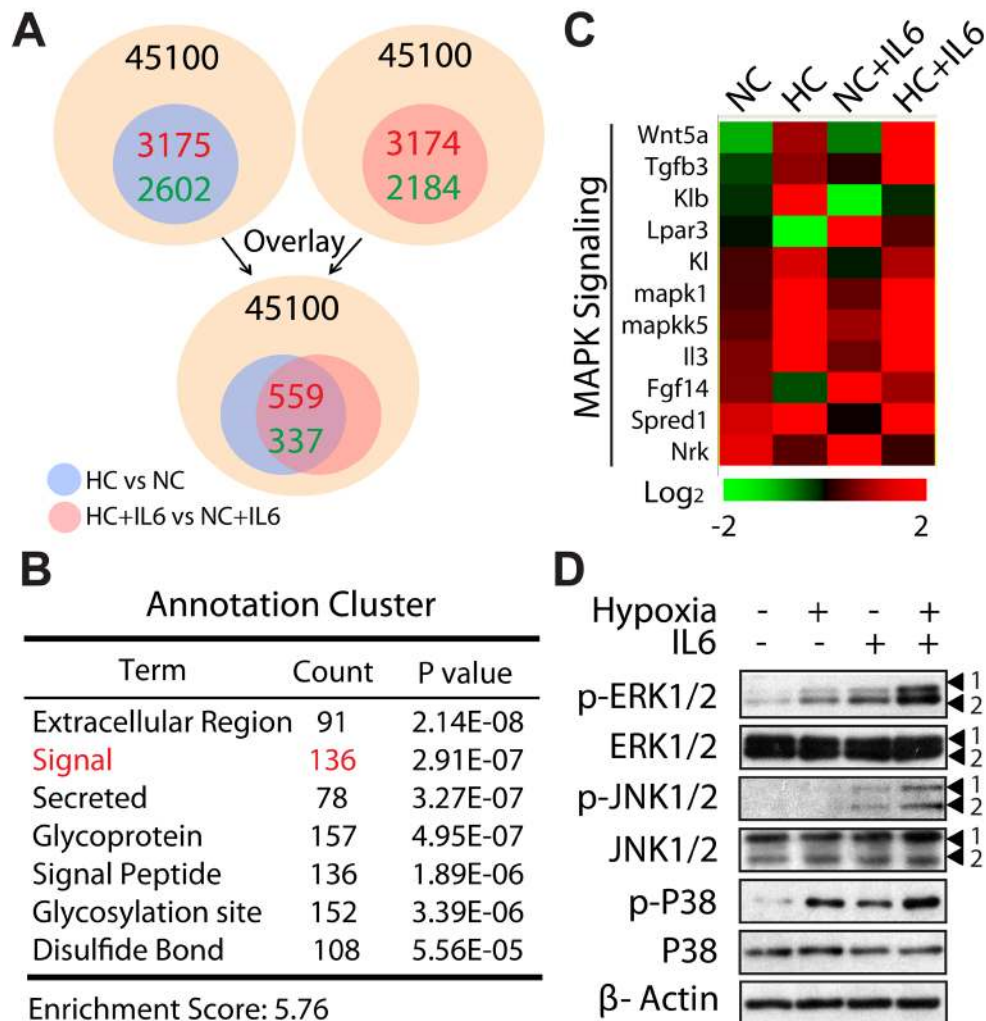 A
45100
45100
3175
2602
3174
2184
Overlay
45100
559
337
HC vs NC
HC+IL6 vs NC+IL6
B
Annotation Cluster
Term Count P value
Extracellular Region 91 2.14E-08
Signal 136 2.91E-07
Secreted 78 3.27E-07
Glycoprotein 157 4.95E-07
Signal Peptide 136 1.89E-06
Glycosylation site 152 3.39E-06
Disulfide Bond 108 5.56E-05
Enrichment Score: 5.76
C
NC HC NC+IL6 HC+IL6
MAPK Signaling
Wnt5a
Tgfb3
Klb
Lpar3
Kl
mapk1
mapkk5
Il3
Fgf14
Spred1
Nrk
Log2
-2 2
D
Hypoxia - + - +
IL6 - - + +
p-ERK1/2 ◄1
◄2
ERK1/2 ◄1
◄2
p-JNK1/2 ◄1
◄2
JNK1/2 ◄1
◄2
p-P38
P38
β- Actin